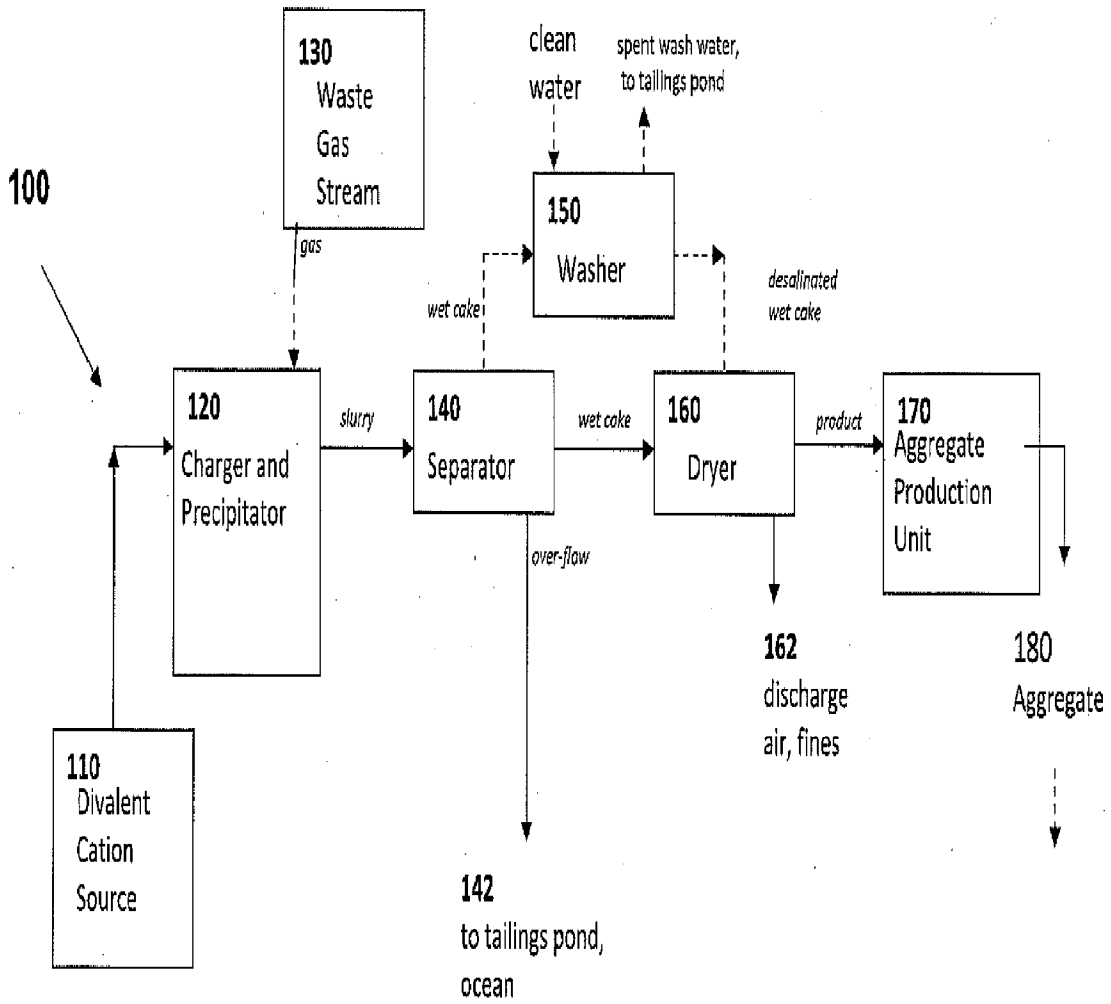 100
130
Waste
Gas
Stream
gas
clean
water
spent wash water,
to tailings pond
150
Washer
wet cake
desalinated
wet cake
120
Charger and
Precipitator
slurry
140
Separator
wet cake
160
Dryer
product
170
Aggregate
Production
Unit
over-flow
110
Divalent
Cation
Source
162
discharge
air, fines
180
Aggregate
142
to tailings pond,
ocean